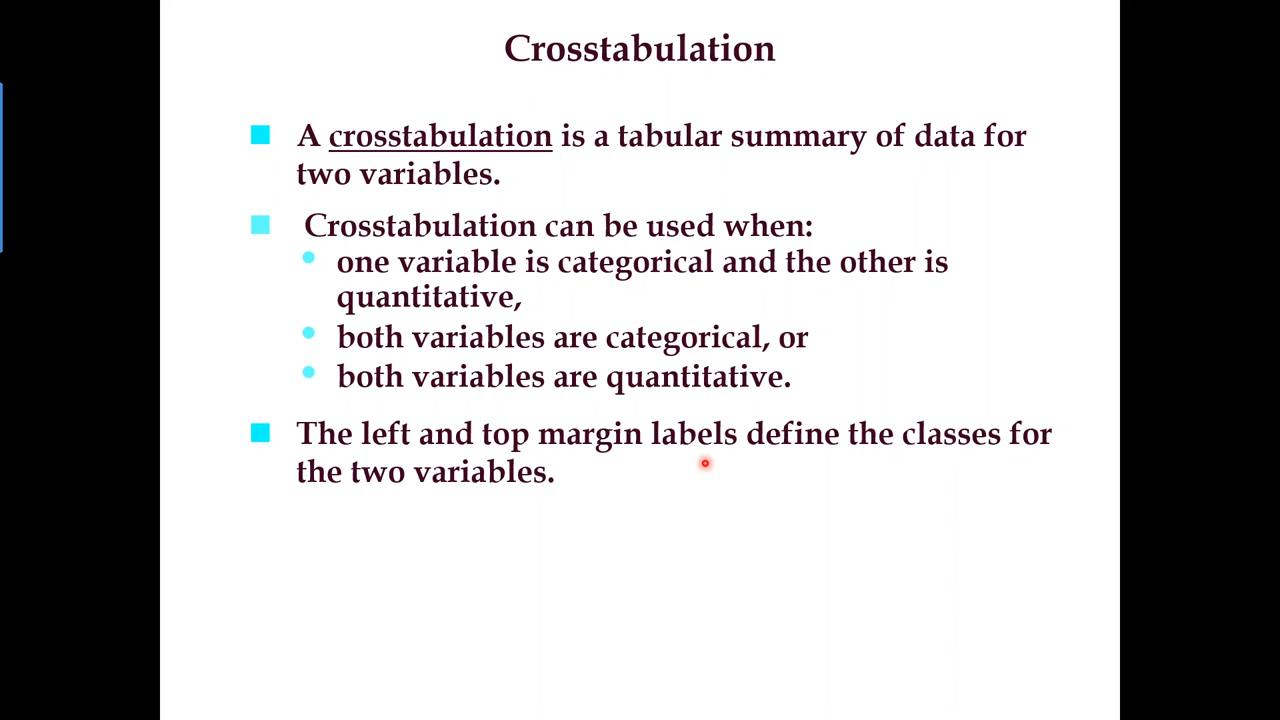 Crosstabulation
A crosstabulation is a tabular summary of data for
two variables.
Crosstabulation can be used when:
one variable is categorical and the other is
quantitative,
both variables are categorical, or
both variables are quantitative.
The left and top margin labels define the classes for
the two variables.